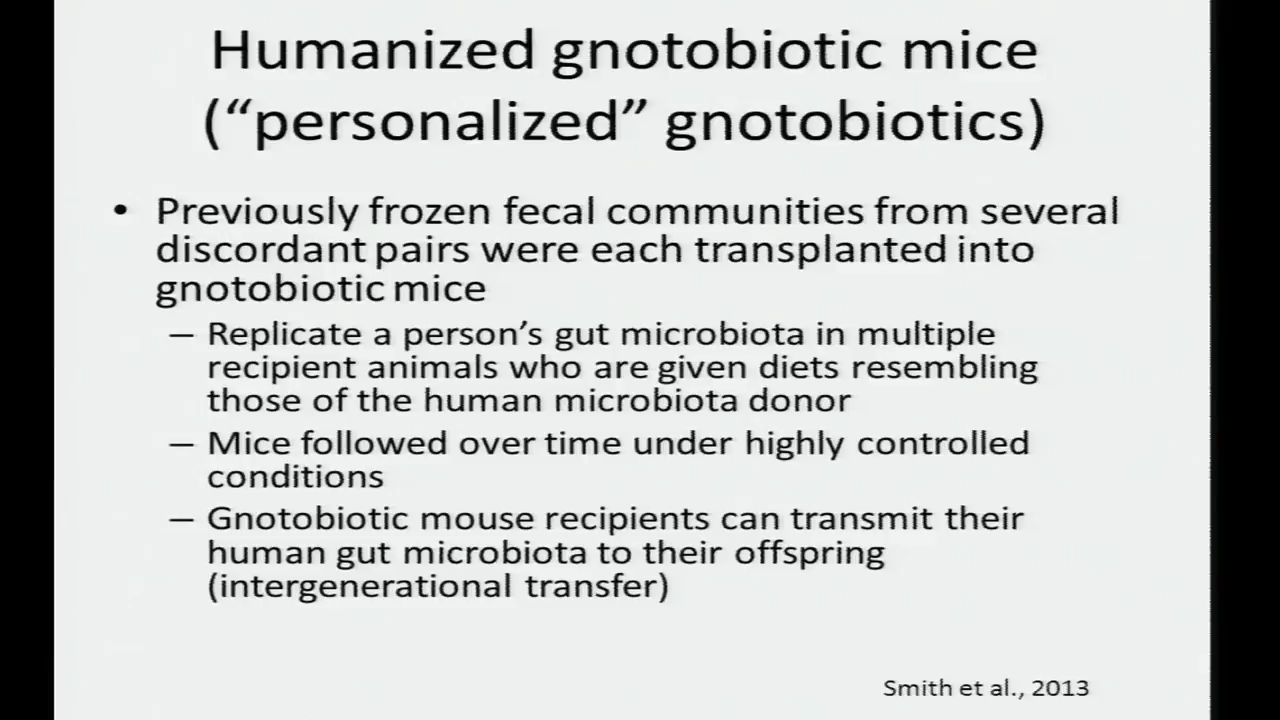 Humanized gnotobiotic mice
(“personalized” gnotobiotics)
• Previously frozen fecal communities from several
discordant pairs were each transplanted into
gnotobiotic mice
– Replicate a person’s gut microbiota in multiple
recipient animals who are given diets resembling
those of the human microbiota donor
– Mice followed over time under highly controlled
conditions
– Gnotobiotic mouse recipients can transmit their
human gut microbiota to their offspring
(intergenerational transfer)
Smith et al., 2013